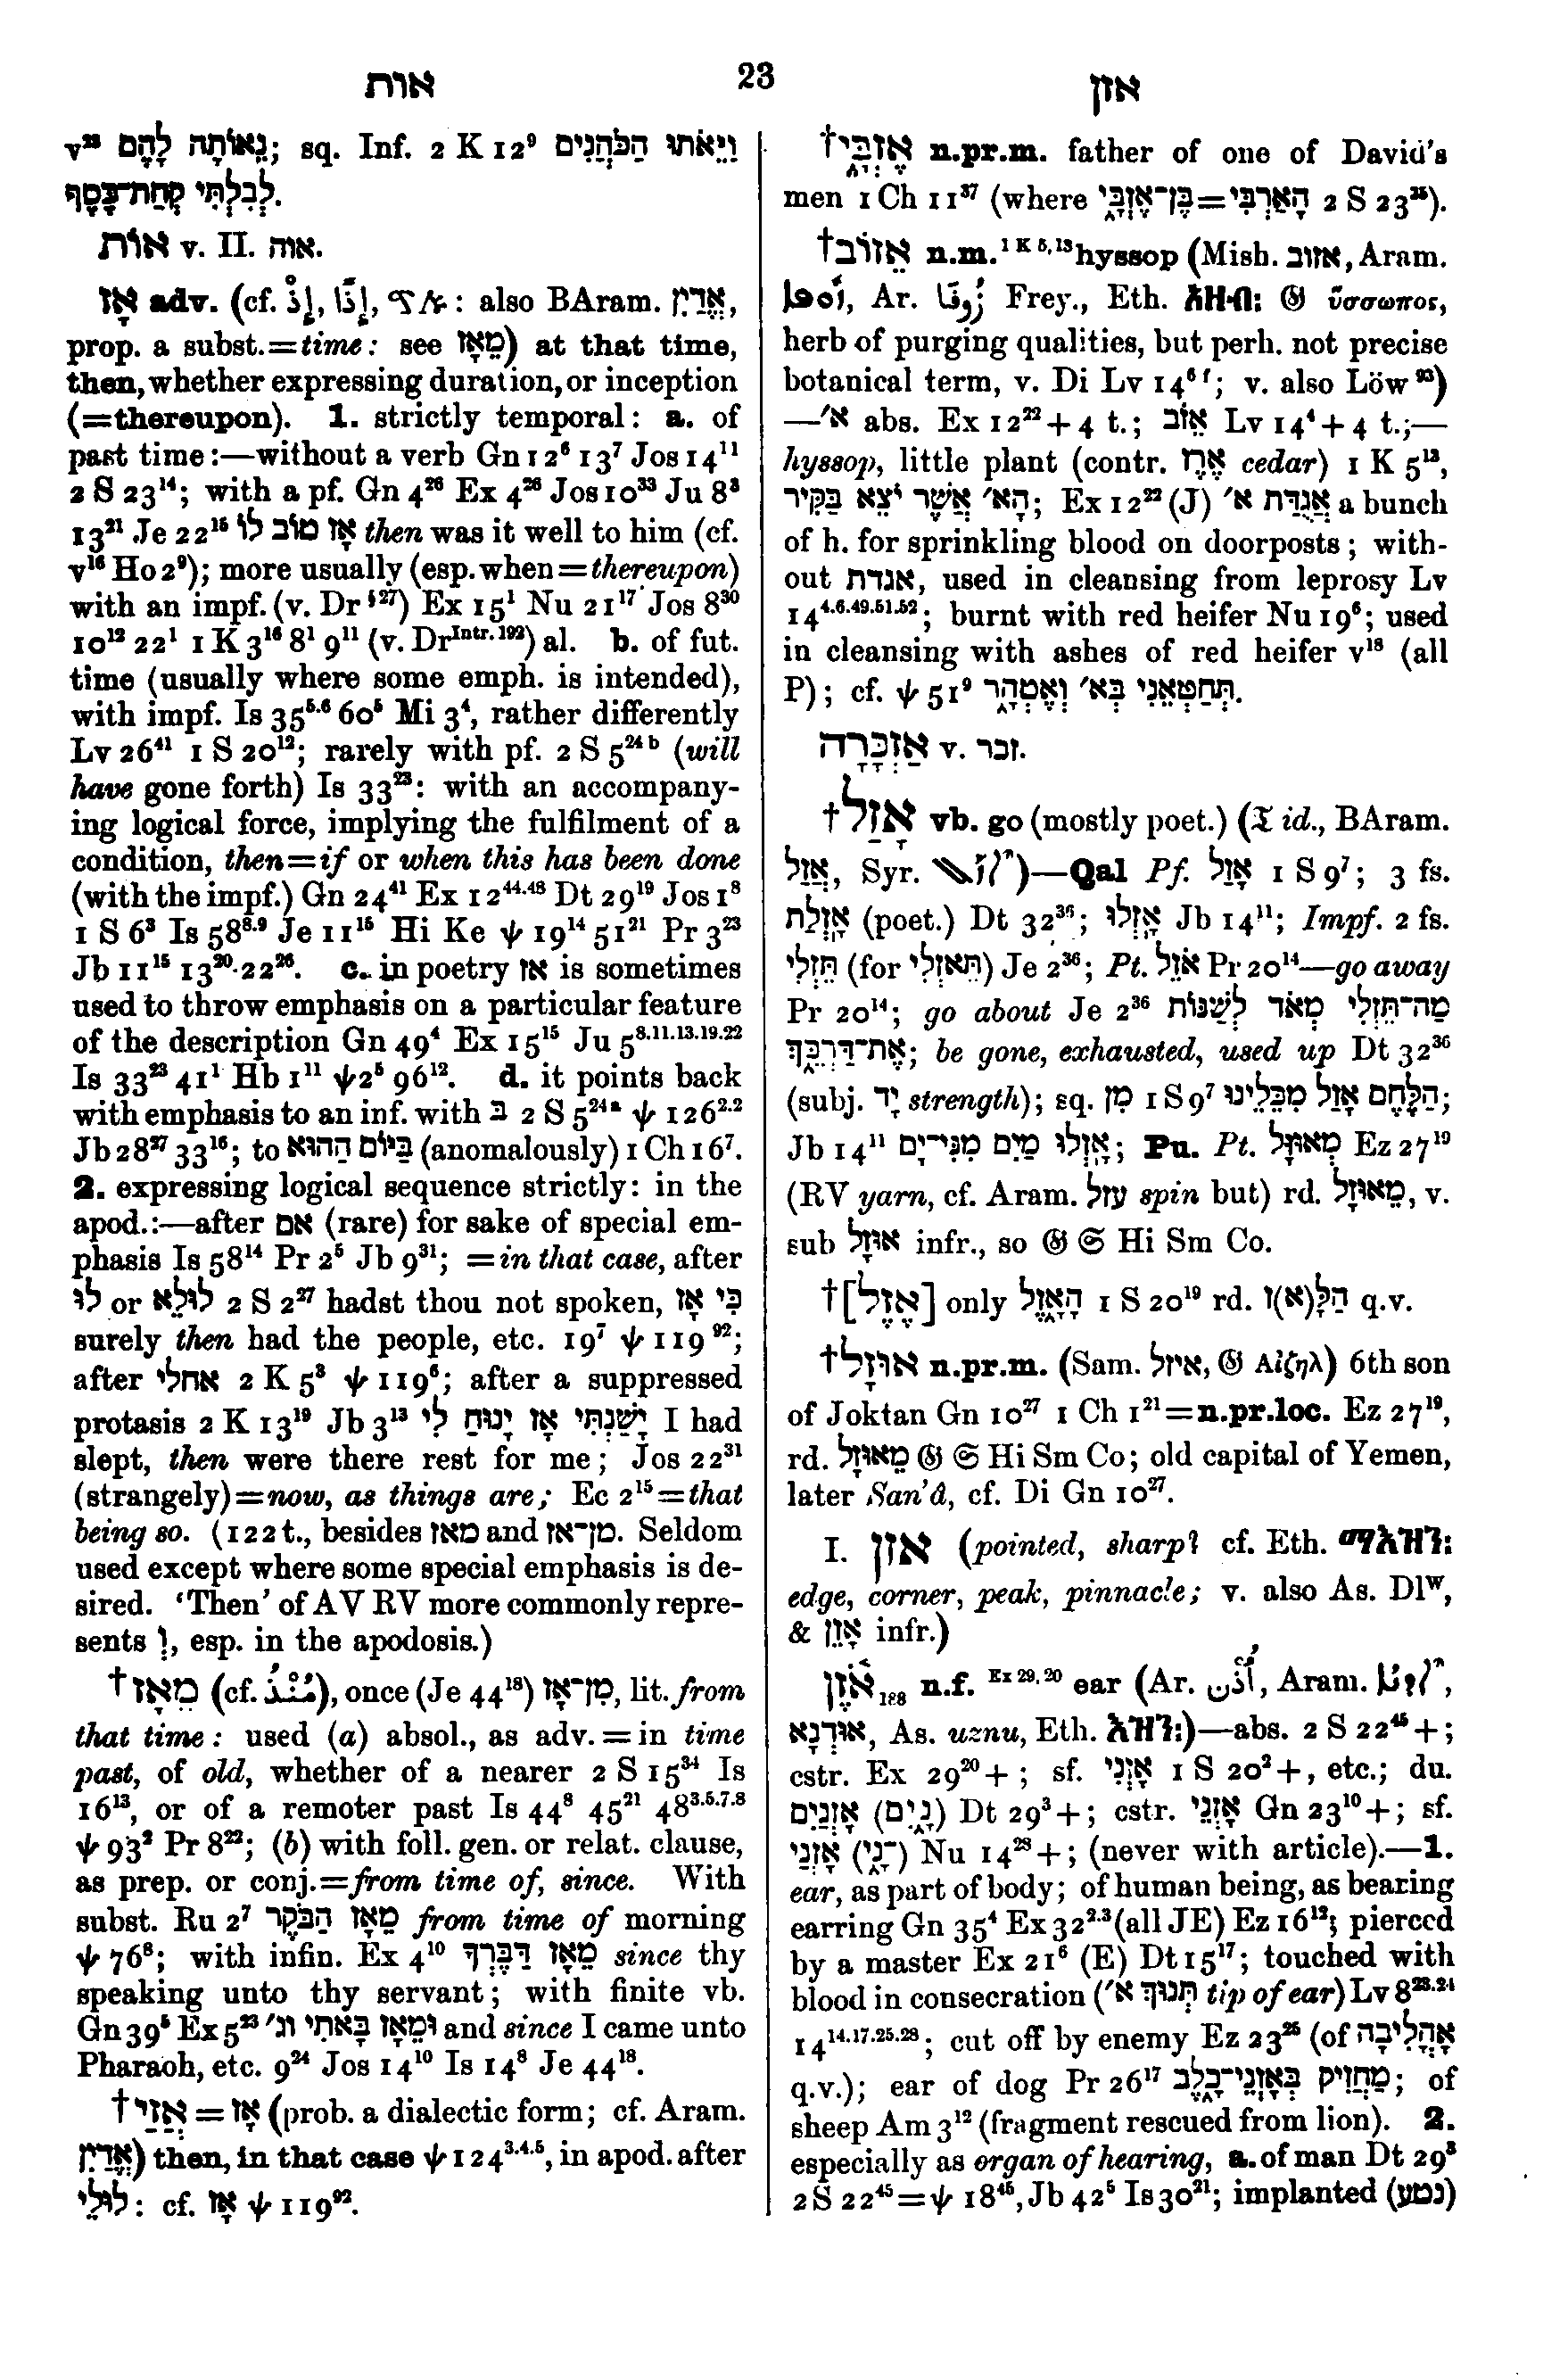 אות
23
אזן
v²³ נֵאוֹתָה לָהֶם; sq. Inf. 2 K 12⁹ וַיֵּאֹתוּ הַכֹּהֲנִים
לְבִלְתִּי קְחַת־כֶּסֶף.
אוֹת v. II. אוה.
אָז adv. (cf. : also BAram. אֱדַיִן,
prop. a subst.=time: see מֵאָז) at that time,
then, whether expressing duration, or inception
(=thereupon). 1. strictly temporal: a. of
past time:—without a verb Gn 12⁶ 13⁷ Jos 14¹¹
2 S 23¹⁴; with a pf. Gn 4²⁶ Ex 4²⁶ Jos 10³³ Ju 8³
13²¹ Je 22¹⁵ אָז טוֹב לוֹ then was it well to him (cf.
v¹⁶ Ho 2⁹); more usually (esp. when=thereupon)
with an impf. (v. Dr§²⁷) Ex 15¹ Nu 21¹⁷ Jos 8³⁰
10¹² 22¹ 1 K 3¹⁶ 8¹ 9¹¹ (v. Dr Intr. 192) al. b. of fut.
time (usually where some emph. is intended),
with impf. Is 35⁵·⁶ 60⁵ Mi 3⁴, rather differently
Lv 26⁴¹ 1 S 20¹²; rarely with pf. 2 S 5²⁴ᵇ (will
have gone forth) Is 33²³: with an accompany-
ing logical force, implying the fulfilment of a
condition, then=if or when this has been done
(with the impf.) Gn 24⁴¹ Ex 12⁴⁴·⁴⁸ Dt 29¹⁹ Jos 1⁸
1 S 6³ Is 58⁸·⁹ Je 11¹⁵ Hi Ke ψ 19¹⁴ 51²¹ Pr 3²³
Jb 11¹⁵ 13²⁰·22²⁶. c. in poetry אז is sometimes
used to throw emphasis on a particular feature
of the description Gn 49⁴ Ex 15¹⁵ Ju 5⁸·¹¹·¹³·¹⁹·²²
Is 33²³ 41¹ Hb 1¹¹ ψ 2⁵ 96¹². d. it points back
with emphasis to an inf. with בּ 2 S 5²⁴ᵃ ψ 126²·²
Jb 28²⁷ 33¹⁶; to בַּיּוֹם הַהוּא (anomalously) 1 Ch 16⁷.
2. expressing logical sequence strictly: in the
apod.:—after אם (rare) for sake of special em-
phasis Is 58¹⁴ Pr 2⁵ Jb 9³¹; =in that case, after
לוּ or לוּלֵא 2 S 2²⁷ hadst thou not spoken, כִּי אָז
surely then had the people, etc. 19⁷ ψ 119⁹²;
after אחלי 2 K 5³ ψ 119⁶; after a suppressed
protasis 2 K 13¹⁹ Jb 3¹³ יָשַׁנְתִּי אָז יָנוּחַ לִי I had
slept, then were there rest for me; Jos 22³¹
(strangely)=now, as things are; Ec 2¹⁵=that
being so. (122 t., besides מאז and מן־אז. Seldom
used except where some special emphasis is de-
sired. ‘Then’ of AV RV more commonly repre-
sents וְ, esp. in the apodosis.)
†מֵאָז (cf. مُنْذُ), once (Je 44¹⁸) מִן־אָז, lit. from
that time: used (a) absol., as adv.=in time
past, of old, whether of a nearer 2 S 15³⁴ Is
16¹³, or of a remoter past Is 44⁸ 45²¹ 48³·⁵·⁷·⁸
ψ 93² Pr 8²²; (b) with foll. gen. or relat. clause,
as prep. or conj.=from time of, since. With
subst. Ru 2⁷ מֵאָז הַבֹּקֶר from time of morning
ψ 76⁸; with infin. Ex 4¹⁰ מֵאָז דַּבֶּרְךָ since thy
speaking unto thy servant; with finite vb.
Gn 39⁵ Ex 5²³ וּמֵאָז בָּאתִי וג׳ and since I came unto
Pharaoh, etc. 9²⁴ Jos 14¹⁰ Is 14⁸ Je 44¹⁸.
†אֲזַי = אָז (prob. a dialectic form; cf. Aram.
אֱדַיִן) then, in that case ψ 124³·⁴·⁵, in apod. after
לוּלֵי: cf. אָז ψ 119⁹².
†אֶזְבָּֽי n.pr.m. father of one of David's
men 1 Ch 11³⁷ (where הָאַרְבִּי=בֶּן־אֶזְבָּֽי 2 S 23³⁵).
†אֵזוֹב n.m. ¹ ᴷ ⁵,¹³ hyssop (Mish. אזוב, Aram.
ܙܘܦܐ, Ar. زُوفَا Frey., Eth. አዞብ: 𝔊 ὕσσωπος,
herb of purging qualities, but perh. not precise
botanical term, v. Di Lv 14⁶ᶠ; v. also Löw⁹³)
—א׳ abs. Ex 12²²+4 t.; אֵזֹב Lv 14⁴+4 t.;—
hyssop, little plant (contr. אֶרֶז cedar) 1 K 5¹³,
הָא׳ אֲשֶׁר יֹצֵא בַּקִּיר; Ex 12²² (J) אֲגֻדַּת א׳ a bunch
of h. for sprinkling blood on doorposts; with-
out אגדת, used in cleansing from leprosy Lv
14⁴·⁶·⁴⁹·⁵¹·⁵²; burnt with red heifer Nu 19⁶; used
in cleansing with ashes of red heifer v¹⁸ (all
P); cf. ψ 51⁹ תְּחַטְּאֵנִי בְּא׳ וְאֶטְהָֽר.
אַזְכָּרָה v. זכר.
†אָזַל vb. go (mostly poet.) (𝔗 id., BAram.
אֲזַל, Syr. ܐܙܠ)—Qal Pf. אָזַל 1 S 9⁷; 3 fs.
אָֽזְלַת (poet.) Dt 32³⁶; אָֽזְלוּ Jb 14¹¹; Impf. 2 fs.
תֵּזְלִי (for תֵּאזְלִי) Je 2³⁶; Pt. אֹזֵל Pr 20¹⁴—go away
Pr 20¹⁴; go about Je 2³⁶ מַה־תֵּזְלִי מְאֹד לְשַׁנּוֹת
אֶת־דַּרְכֵּֽךְ; be gone, exhausted, used up Dt 32³⁶
(subj. יָד strength); sq. מִן 1 S 9⁷ הַלֶּחֶם אָזַל מִכֵּלֵינוּ;
Jb 14¹¹ אָֽזְלוּ מַיִם מִנִּי־יָם; Pu. Pt. מְאוּזָּל Ez 27¹⁹
(RV yarn, cf. Aram. עזל spin but) rd. מֵאוּזָל, v.
sub אוּזָל infr., so 𝔊 𝔖 Hi Sm Co.
†[אֶזֶל] only הָאָֽזֶל 1 S 20¹⁹ rd. הַלָּ(א)ז q.v.
†אוּזָל n.pr.m. (Sam. איזל, 𝔊 Αἰζηλ) 6th son
of Joktan Gn 10²⁷ 1 Ch 1²¹=n.pr.loc. Ez 27¹⁹,
rd. מֵאוּזָל 𝔊 𝔖 Hi Sm Co; old capital of Yemen,
later San'â, cf. Di Gn 10²⁷.
I. אזן (pointed, sharp? cf. Eth. ማእዘን:
edge, corner, peak, pinnacle; v. also As. Dlᵂ,
& אָזֵן infr.)
אֹזֶן₁₈₈ n.f. ᴱˣ ²⁹,²⁰ ear (Ar. أُذُنٌ, Aram. ܐܕܢܐ,
אוּדְנָא, As. uznu, Eth. እዝን:)—abs. 2 S 22⁴⁵+;
cstr. Ex 29²⁰+; sf. אָזְנִי 1 S 20²+, etc.; du.
אָזְנַיִם (נָֽיִם) Dt 29³+; cstr. אָזְנֵי Gn 23¹⁰+; sf.
אָזְנַי (־נָֽי) Nu 14²⁸+; (never with article).—1.
ear, as part of body; of human being, as bearing
earring Gn 35⁴ Ex 32²·³ (all JE) Ez 16¹²; pierced
by a master Ex 21⁶ (E) Dt 15¹⁷; touched with
blood in consecration (תְּנוּךְ א׳ tip of ear) Lv 8²³·²⁴
14¹⁴·¹⁷·²⁵·²⁸; cut off by enemy Ez 23²⁵ (of אָהֳלִיבָה
q.v.); ear of dog Pr 26¹⁷ מַחֲזִיק בְּאָזְנֵי־כָֽלֶב; of
sheep Am 3¹² (fragment rescued from lion). 2.
especially as organ of hearing, a. of man Dt 29³
2 S 22⁴⁵=ψ 18⁴⁵, Jb 42⁵ Is 30²¹; implanted (נטע)